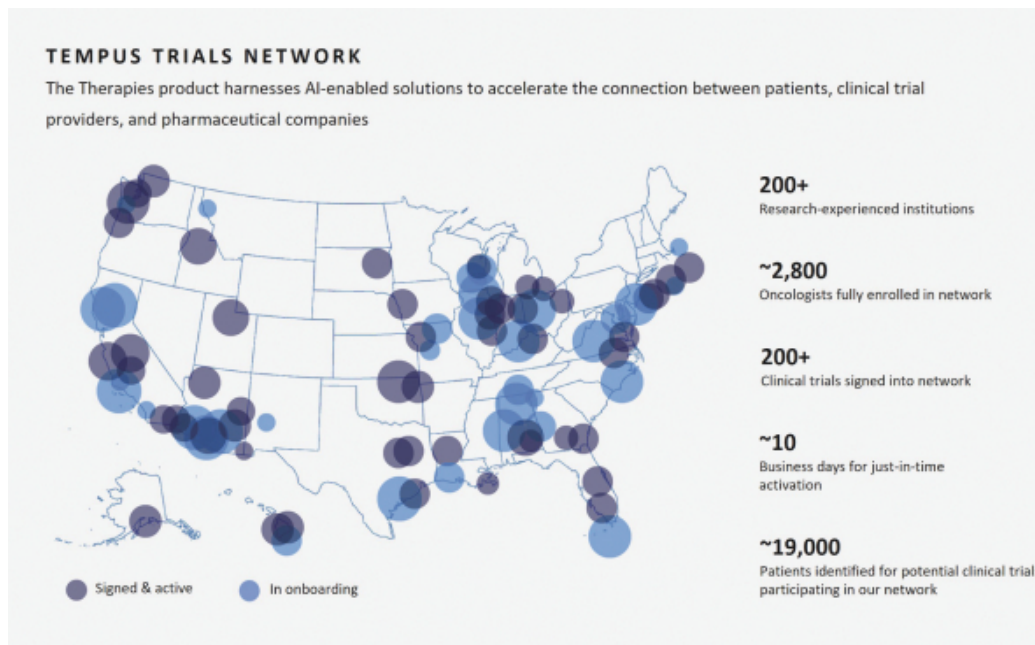 TEMPUS TRIALS NETWORK
The Therapies product harnesses AI-enabled solutions to accelerate the connection between patients, clinical trial
providers, and pharmaceutical companies
200+
Research-experienced institutions
~2,800
Oncologists fully enrolled in network
200+
Clinical trials signed into network
~10
Business days for just-in-time
activation
~19,000
Patients identified for potential clinical trial
participating in our network
Signed & active
In onboarding